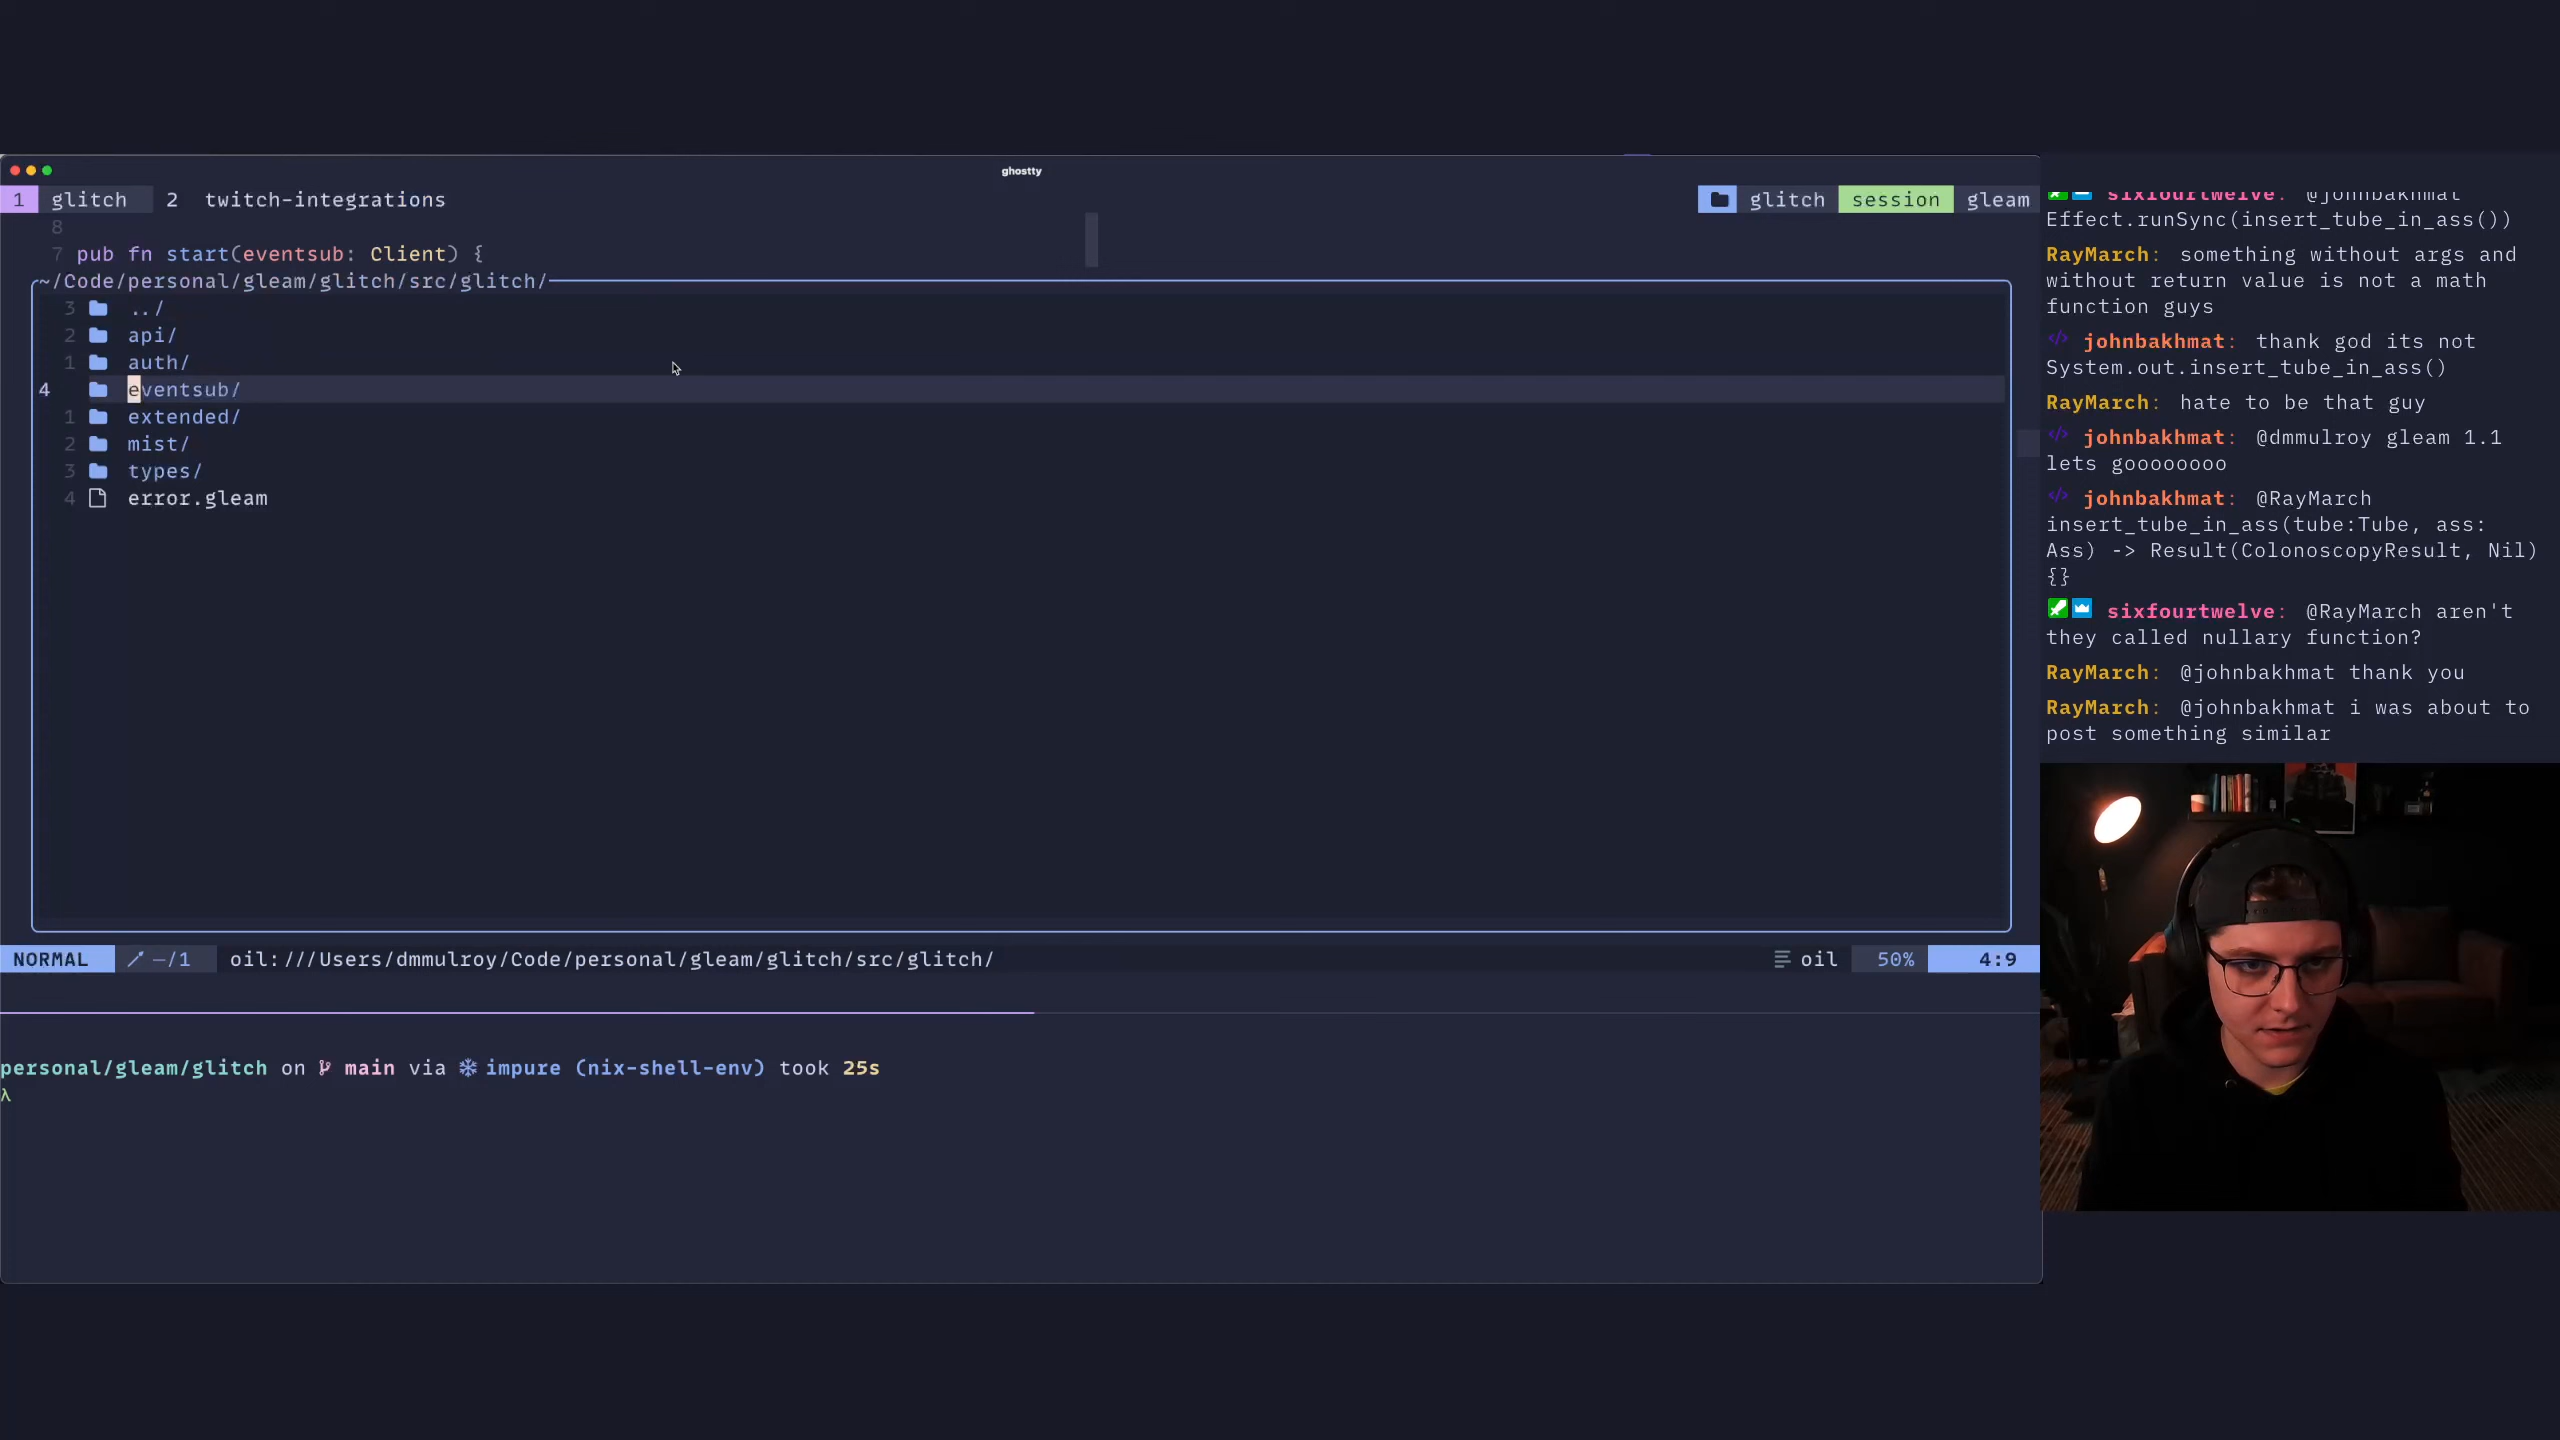 ghostty
1 glitch 2 twitch-integrations
glitch session gleam
8
7 pub fn start(eventsub: Client) {
~/Code/personal/gleam/glitch/src/glitch/
3 ../
2 api/
1 auth/
4 eventsub/
1 extended/
2 mist/
3 types/
4 error.gleam
NORMAL —/1 oil:///Users/dmmulroy/Code/personal/gleam/glitch/src/glitch/ oil 50% 4:9
personal/gleam/glitch on main via impure (nix-shell-env) took 25s
λ
sixfourtwelve: @johnbakhmat
Effect.runSync(insert_tube_in_ass())
RayMarch: something without args and
without return value is not a math
function guys
johnbakhmat: thank god its not
System.out.insert_tube_in_ass()
RayMarch: hate to be that guy
johnbakhmat: @dmmulroy gleam 1.1
lets goooooooo
johnbakhmat: @RayMarch
insert_tube_in_ass(tube:Tube, ass:
Ass) -> Result(ColonoscopyResult, Nil)
{}
sixfourtwelve: @RayMarch aren't
they called nullary function?
RayMarch: @johnbakhmat thank you
RayMarch: @johnbakhmat i was about to
post something similar